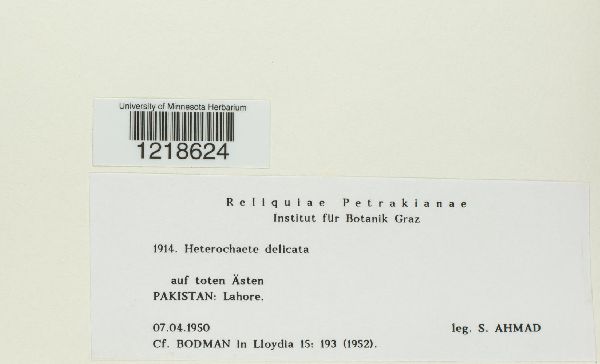 University of Minnesota Herbarium
1218624
Reliquiae Petrakianae
Institut für Botanik Graz
1914. Heterochaete delicata
auf toten Ästen
PAKISTAN: Lahore.
07.04.1950 leg. S. AHMAD
Cf. BODMAN in Lloydia 15: 193 (1952).